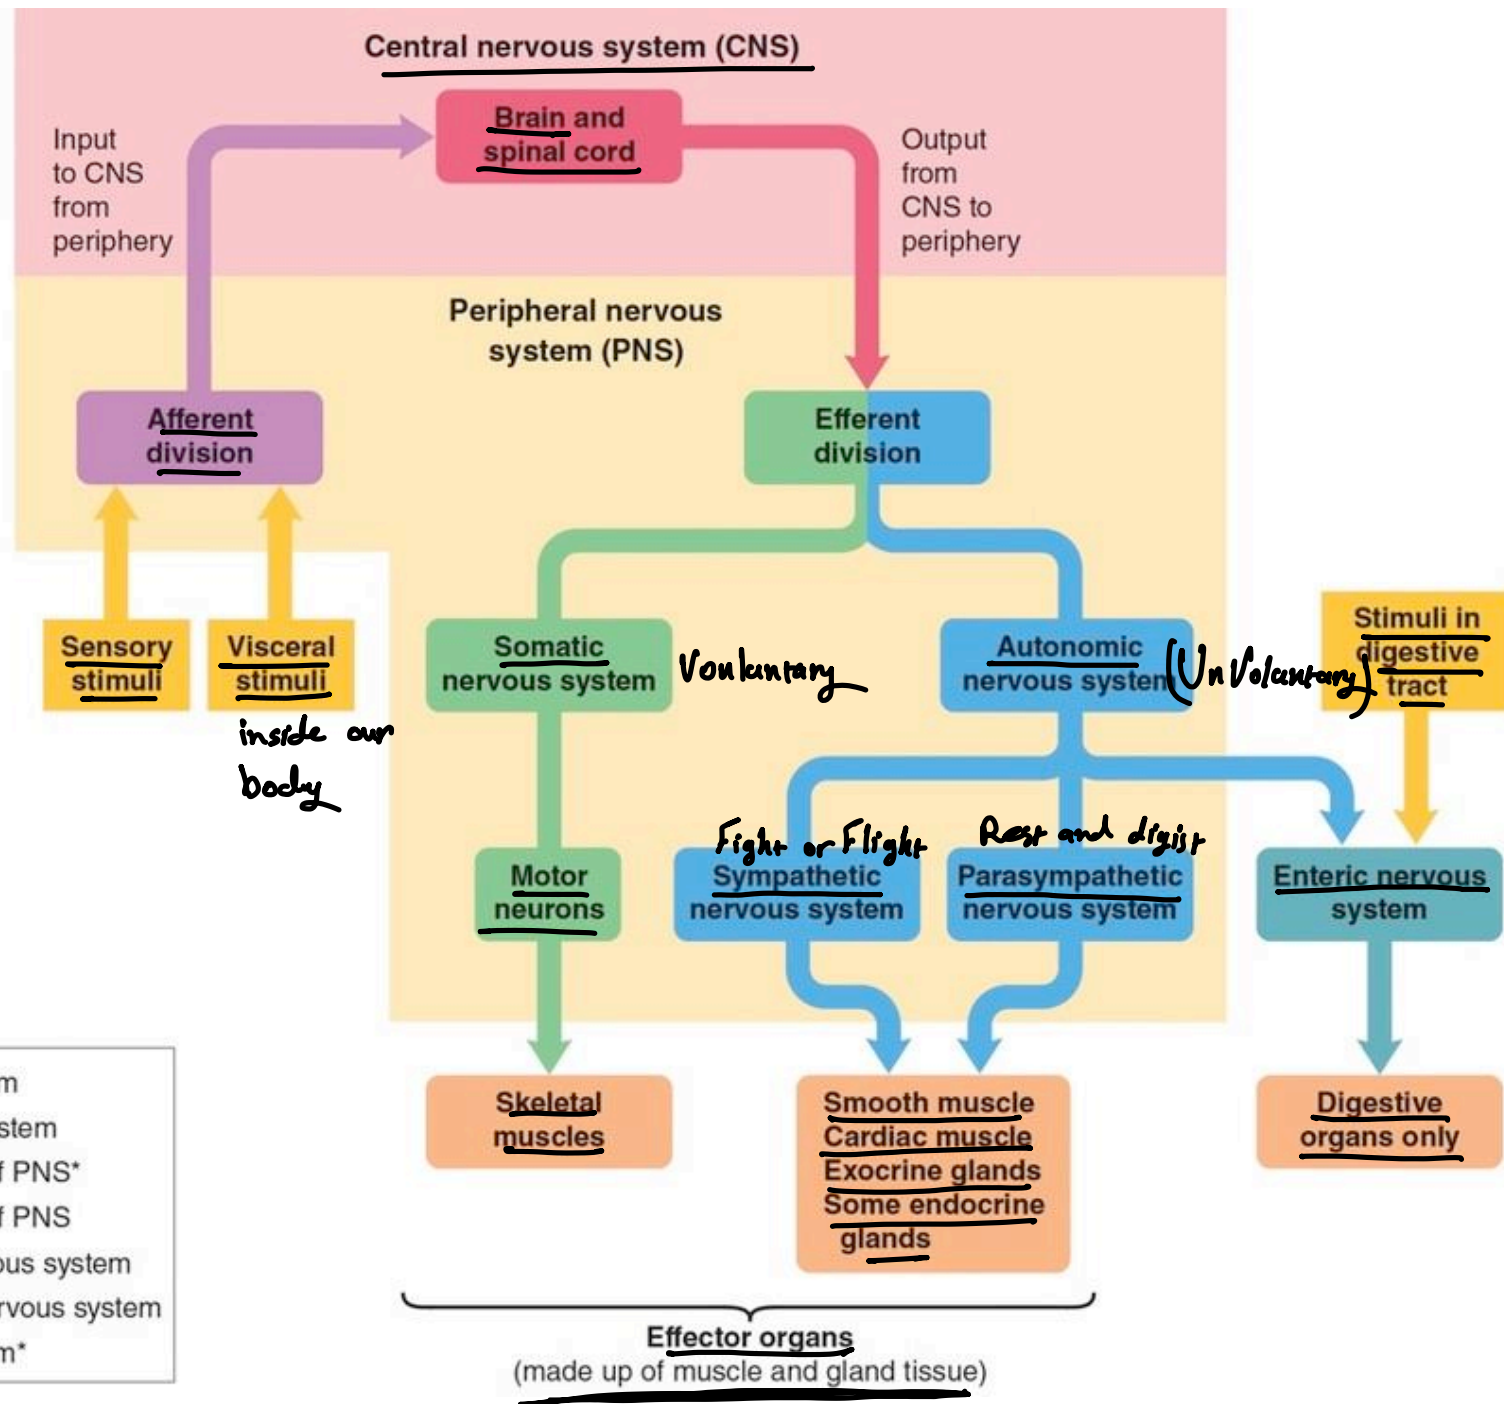 Central nervous system (CNS)
Brain and
spinal cord
Input
to CNS
from
periphery
Output
from
CNS to
periphery
Peripheral nervous
system (PNS)
Afferent
division
Efferent
division
Sensory
stimuli
Visceral
stimuli
inside our
body
Somatic
nervous system
Vouluntary
Autonomic
nervous system
(UnVoluntary)
Stimuli in
digestive
tract
Motor
neurons
Fight or Flight
Sympathetic
nervous system
Rest and digist
Parasympathetic
nervous system
Enteric nervous
system
Skeletal
muscles
Smooth muscle
Cardiac muscle
Exocrine glands
Some endocrine
glands
Digestive
organs only
m
stem
f PNS*
f PNS
ous system
rvous system
m*
Effector organs
(made up of muscle and gland tissue)